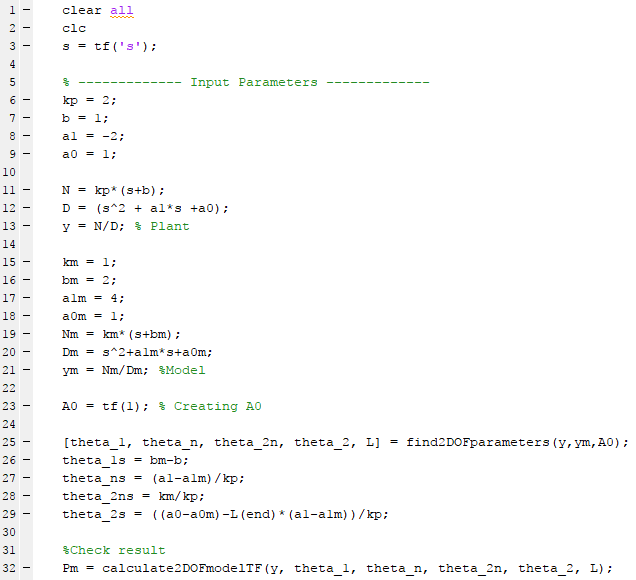 1 - clear all
2 - clc
3 - s = tf('s');
4
5 % ------------- Input Parameters -------------
6 - kp = 2;
7 - b = 1;
8 - a1 = -2;
9 - a0 = 1;
10
11 - N = kp*(s+b);
12 - D = (s^2 + a1*s +a0);
13 - y = N/D; % Plant
14
15 - km = 1;
16 - bm = 2;
17 - a1m = 4;
18 - a0m = 1;
19 - Nm = km*(s+bm);
20 - Dm = s^2+a1m*s+a0m;
21 - ym = Nm/Dm; %Model
22
23 - A0 = tf(1); % Creating A0
24
25 - [theta_1, theta_n, theta_2n, theta_2, L] = find2DOFparameters(y,ym,A0);
26 - theta_1s = bm-b;
27 - theta_ns = (a1-a1m)/kp;
28 - theta_2ns = km/kp;
29 - theta_2s = ((a0-a0m)-L(end)*(a1-a1m))/kp;
30
31 %Check result
32 - Pm = calculate2DOFmodelTF(y, theta_1, theta_n, theta_2n, theta_2, L);